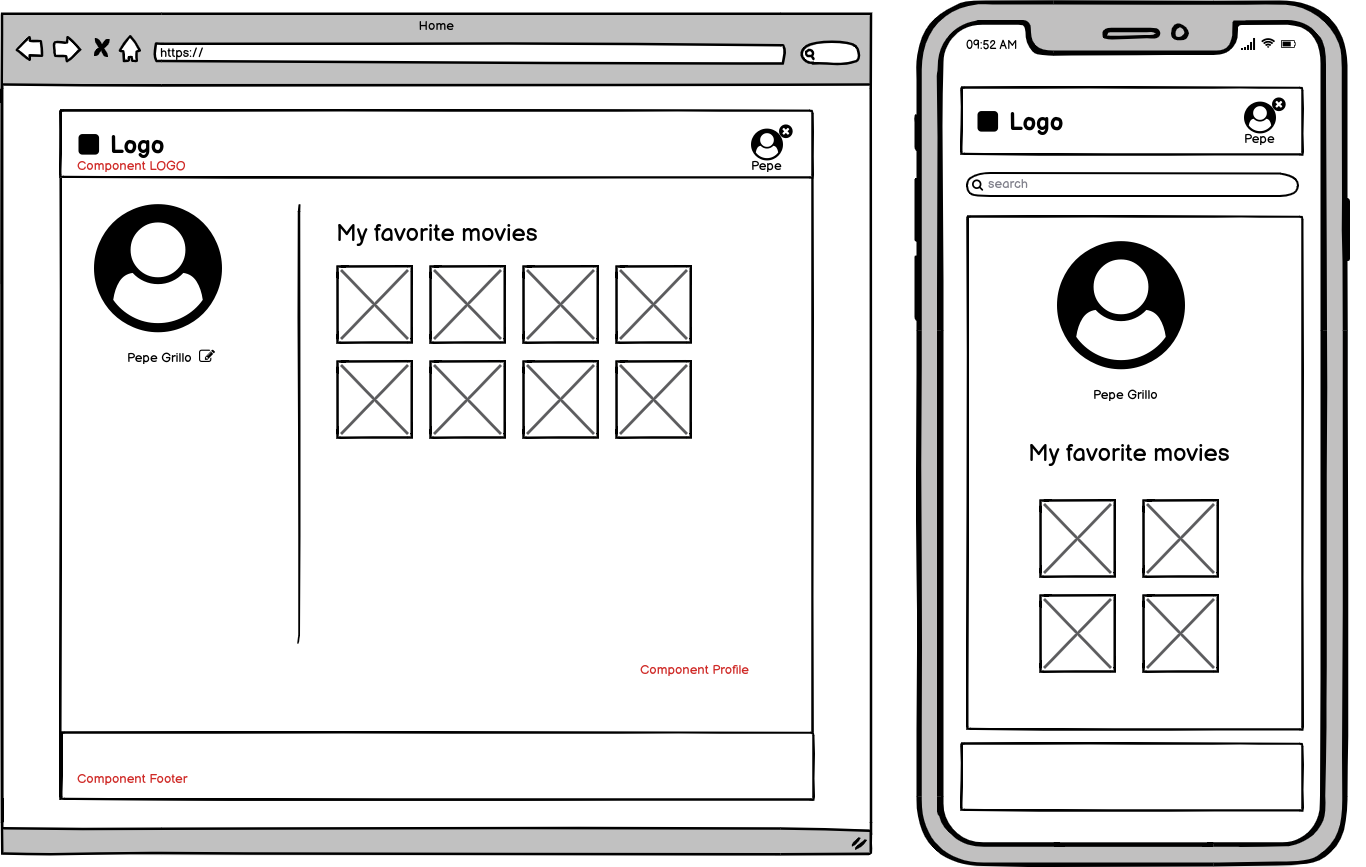 Home
https://
Logo
Component LOGO
Pepe
Pepe Grillo
My favorite movies
Component Profile
Component Footer
09:52 AM
Logo
Pepe
search
Pepe Grillo
My favorite movies